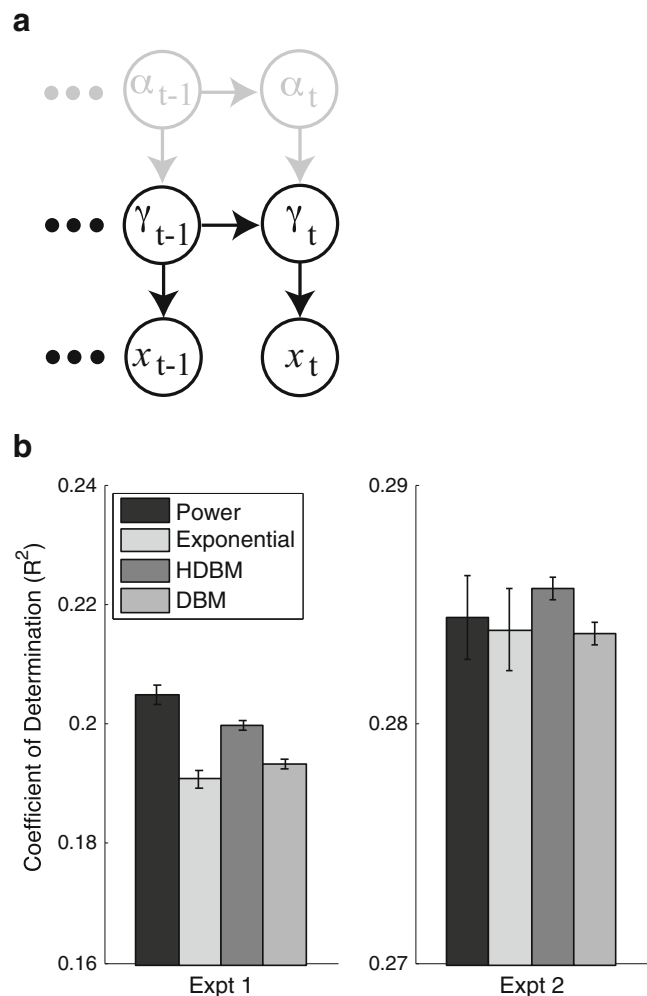 a
••• α t-1 α t
••• γ t-1 γ t
••• x t-1 x t
b
Coefficient of Determination (R²)
0.24
0.22
0.2
0.18
0.16
Power
Exponential
HDBM
DBM
Expt 1
0.29
0.28
0.27
Expt 2